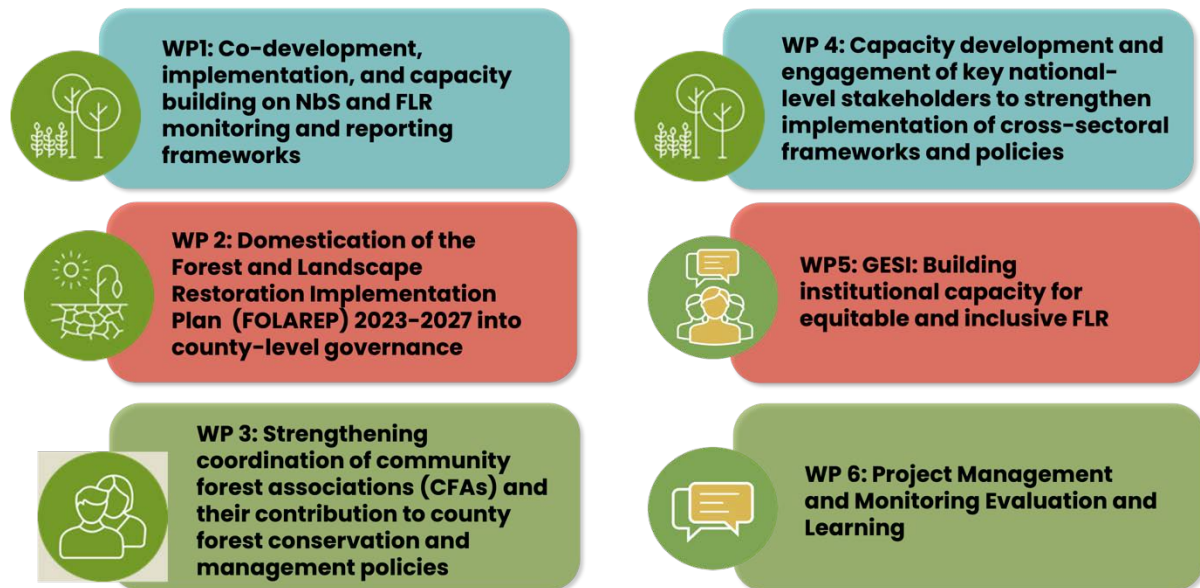 WP1: Co-development,
implementation, and capacity
building on NbS and FLR
monitoring and reporting
frameworks
WP 2: Domestication of the
Forest and Landscape
Restoration Implementation
Plan (FOLAREP) 2023-2027 into
county-level governance
WP 3: Strengthening
coordination of community
forest associations (CFAs) and
their contribution to county
forest conservation and
management policies
WP 4: Capacity development and
engagement of key national-
level stakeholders to strengthen
implementation of cross-sectoral
frameworks and policies
WP5: GESI: Building
institutional capacity for
equitable and inclusive FLR
WP 6: Project Management
and Monitoring Evaluation and
Learning